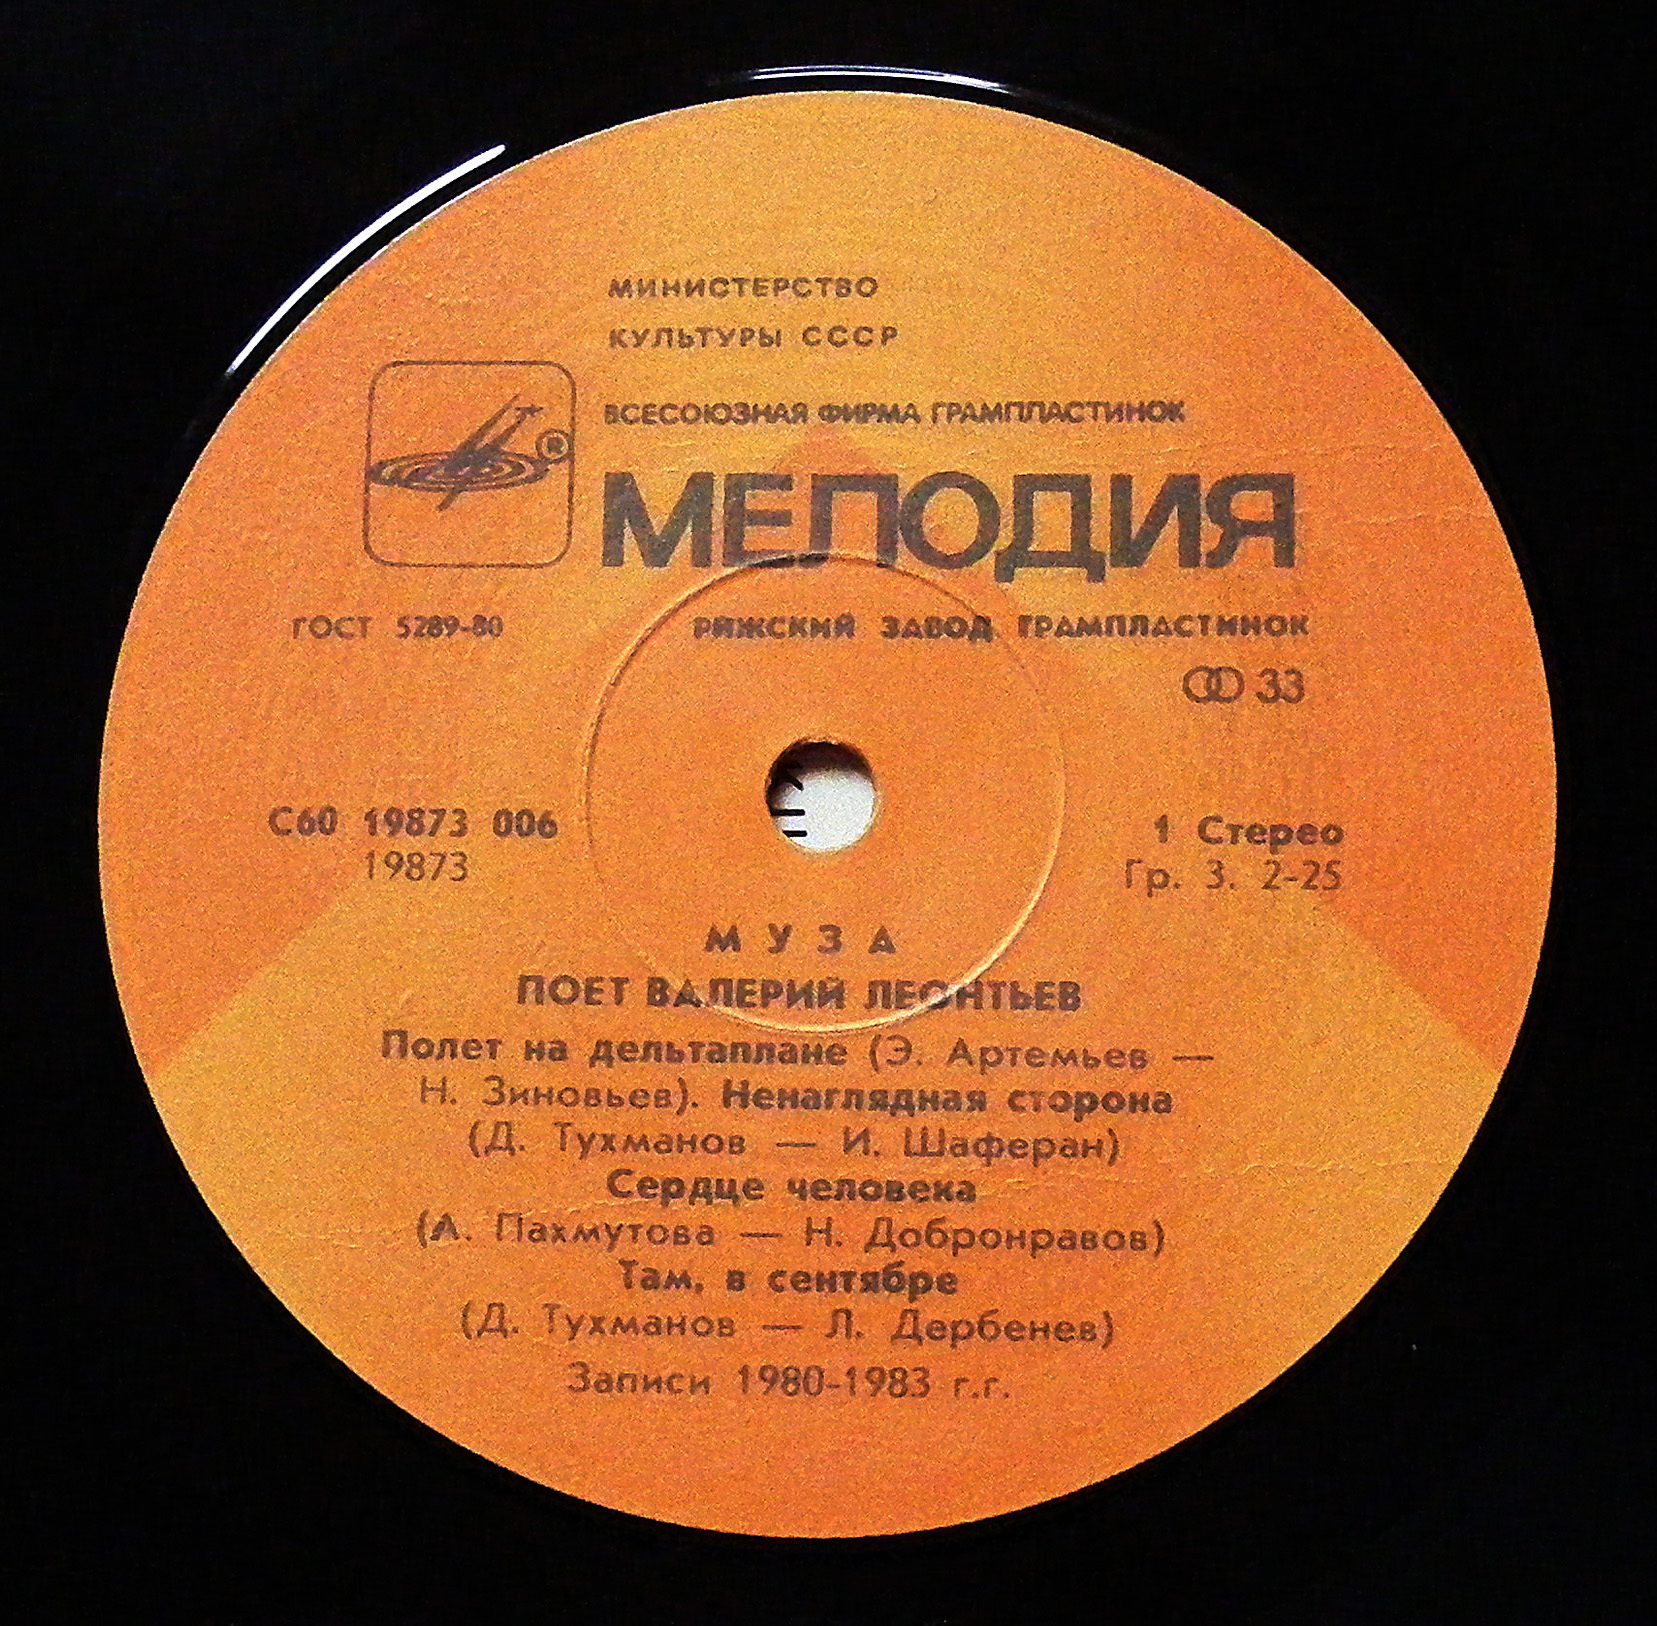 МИНИСТЕРСТВО
КУЛЬТУРЫ СССР
ВСЕСОЮЗНАЯ ФИРМА ГРАМПЛАСТИНОК
МЕЛОДИЯ
ГОСТ 5289-80 РИЖСКИЙ ЗАВОД ГРАМПЛАСТИНОК
33
С60 19873 006 1 Стерео
19873 Гр. 3. 2-25
МУЗА
ПОЕТ ВАЛЕРИЙ ЛЕОНТЬЕВ
Полет на дельтаплане (Э. Артемьев —
Н. Зиновьев). Ненаглядная сторона
(Д. Тухманов — И. Шаферан)
Сердце человека
(А. Пахмутова — Н. Добронравов)
Там, в сентябре
(Д. Тухманов — Л. Дербенев)
Записи 1980-1983 г.г.